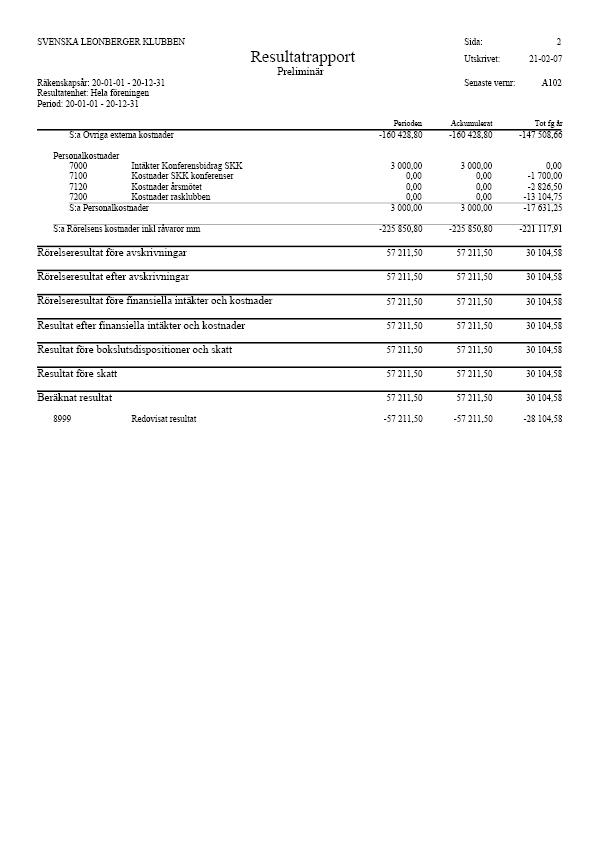 SVENSKA LEONBERGER KLUBBEN Sida: 2
Resultatrapport Utskrivet: 21-02-07
Preliminär
Räkenskapsår: 20-01-01 - 20-12-31 Senaste vernr: A102
Resultatenhet: Hela föreningen
Period: 20-01-01 - 20-12-31
Perioden Ackumulerat Tot fg år
S:a Övriga externa kostnader -160 428,80 -160 428,80 -147 508,66
Personalkostnader
7000 Intäkter Konferensbidrag SKK 3 000,00 3 000,00 0,00
7100 Kostnader SKK konferenser 0,00 0,00 -1 700,00
7120 Kostnader årsmötet 0,00 0,00 -2 826,50
7200 Kostnader rasklubben 0,00 0,00 -13 104,75
S:a Personalkostnader 3 000,00 3 000,00 -17 631,25
S:a Rörelsens kostnader inkl råvaror mm -225 850,80 -225 850,80 -221 117,91
Rörelseresultat före avskrivningar 57 211,50 57 211,50 30 104,58
Rörelseresultat efter avskrivningar 57 211,50 57 211,50 30 104,58
Rörelseresultat före finansiella intäkter och kostnader 57 211,50 57 211,50 30 104,58
Resultat efter finansiella intäkter och kostnader 57 211,50 57 211,50 30 104,58
Resultat före bokslutsdispositioner och skatt 57 211,50 57 211,50 30 104,58
Resultat före skatt 57 211,50 57 211,50 30 104,58
Beräknat resultat 57 211,50 57 211,50 30 104,58
8999 Redovisat resultat -57 211,50 -57 211,50 -28 104,58